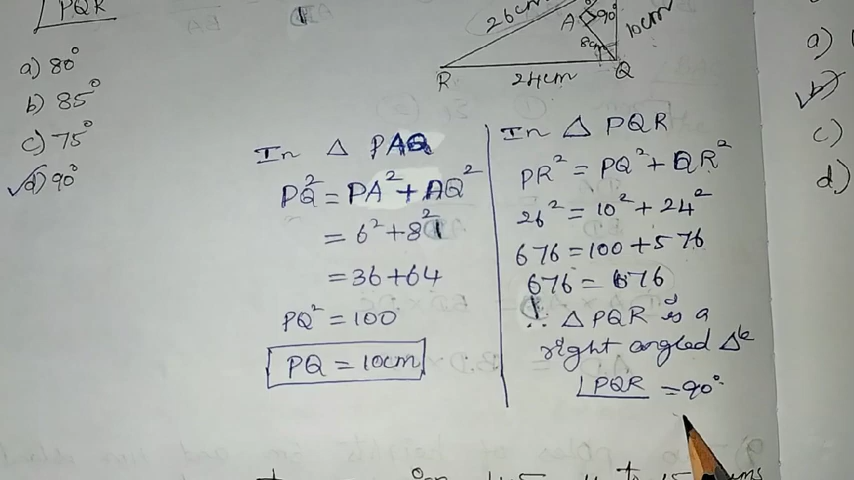 ∠PQR
a) 80°
b) 85°
c) 75°
d) 90°
26cm
A
90°
10cm
8cm
R
24cm
Q
In △ PAQ
PQ² = PA² + AQ²
= 6² + 8²
= 36 + 64
PQ² = 100
PQ = 10cm
In △ PQR
PR² = PQ² + QR²
26² = 10² + 24²
676 = 100 + 576
676 = 676
∴ △ PQR is a
right angled △le
∠PQR = 90°
a)
b)
c)
d)